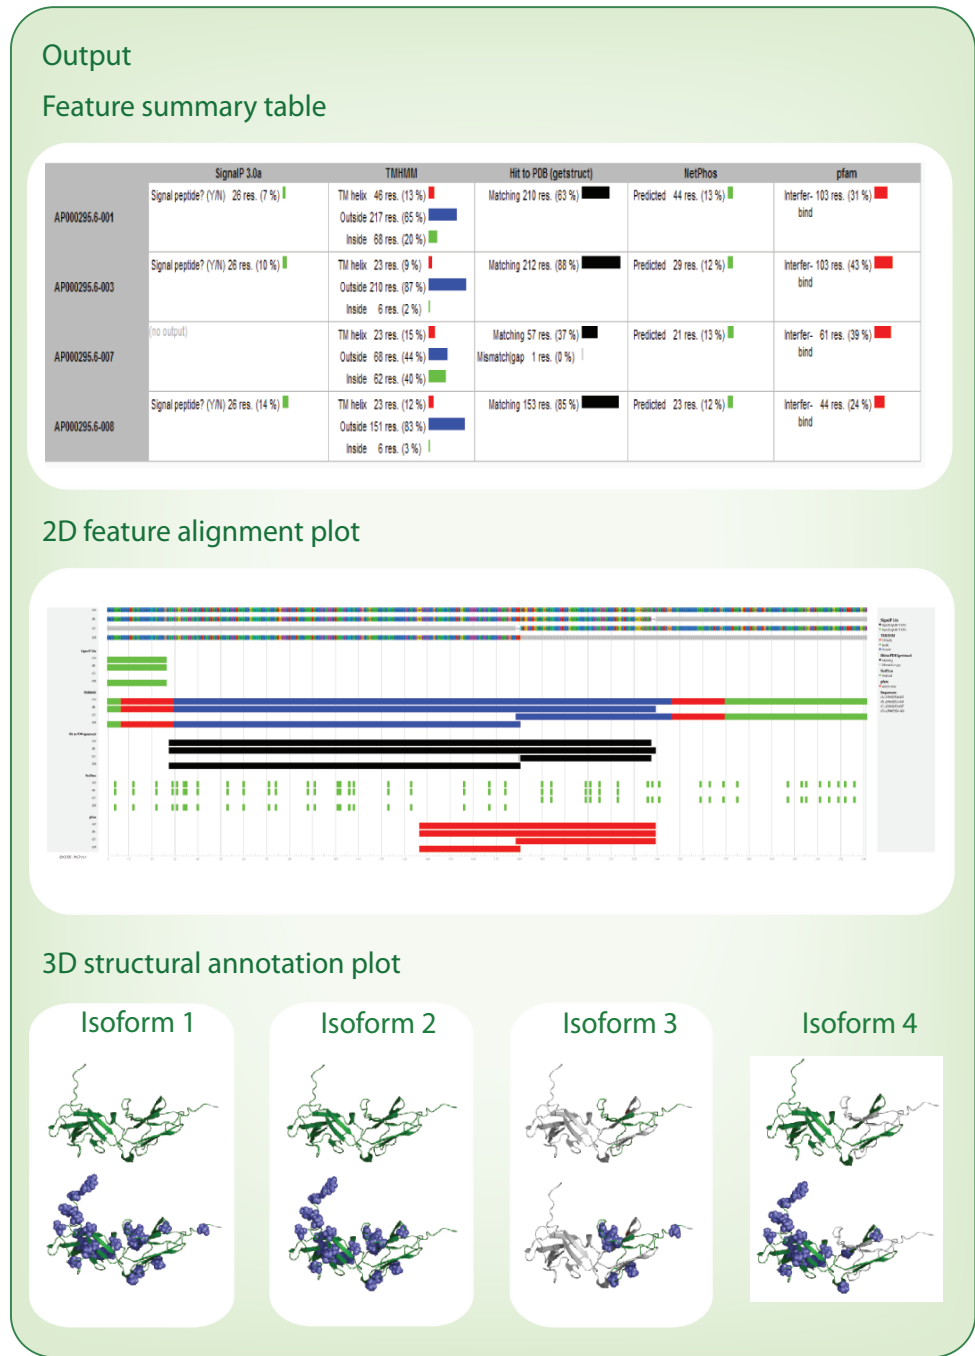 Output
Feature summary table
SignalP 3.0a TMHMM Hit to PDB (getstruct) NetPhos pfam
AP000295.6-001
Signal peptide? (Y/N) 26 res. (7 %)
TM helix 46 res. (13 %)
Outside 217 res. (65 %)
Inside 68 res. (20 %)
Matching 210 res. (63 %)
Predicted 44 res. (13 %)
Interfer- 103 res. (31 %)
bind
AP000295.6-003
Signal peptide? (Y/N) 26 res. (10 %)
TM helix 23 res. (9 %)
Outside 210 res. (87 %)
Inside 6 res. (2 %)
Matching 212 res. (88 %)
Predicted 29 res. (12 %)
Interfer- 103 res. (43 %)
bind
AP000295.6-007
(no output)
TM helix 23 res. (15 %)
Outside 68 res. (44 %)
Inside 62 res. (40 %)
Matching 57 res. (37 %)
Mismatch|gap 1 res. (0 %)
Predicted 21 res. (13 %)
Interfer- 61 res. (39 %)
bind
AP000295.6-008
Signal peptide? (Y/N) 26 res. (14 %)
TM helix 23 res. (12 %)
Outside 151 res. (83 %)
Inside 6 res. (3 %)
Matching 153 res. (85 %)
Predicted 23 res. (12 %)
Interfer- 44 res. (24 %)
bind
2D feature alignment plot
3D structural annotation plot
Isoform 1
Isoform 2
Isoform 3
Isoform 4